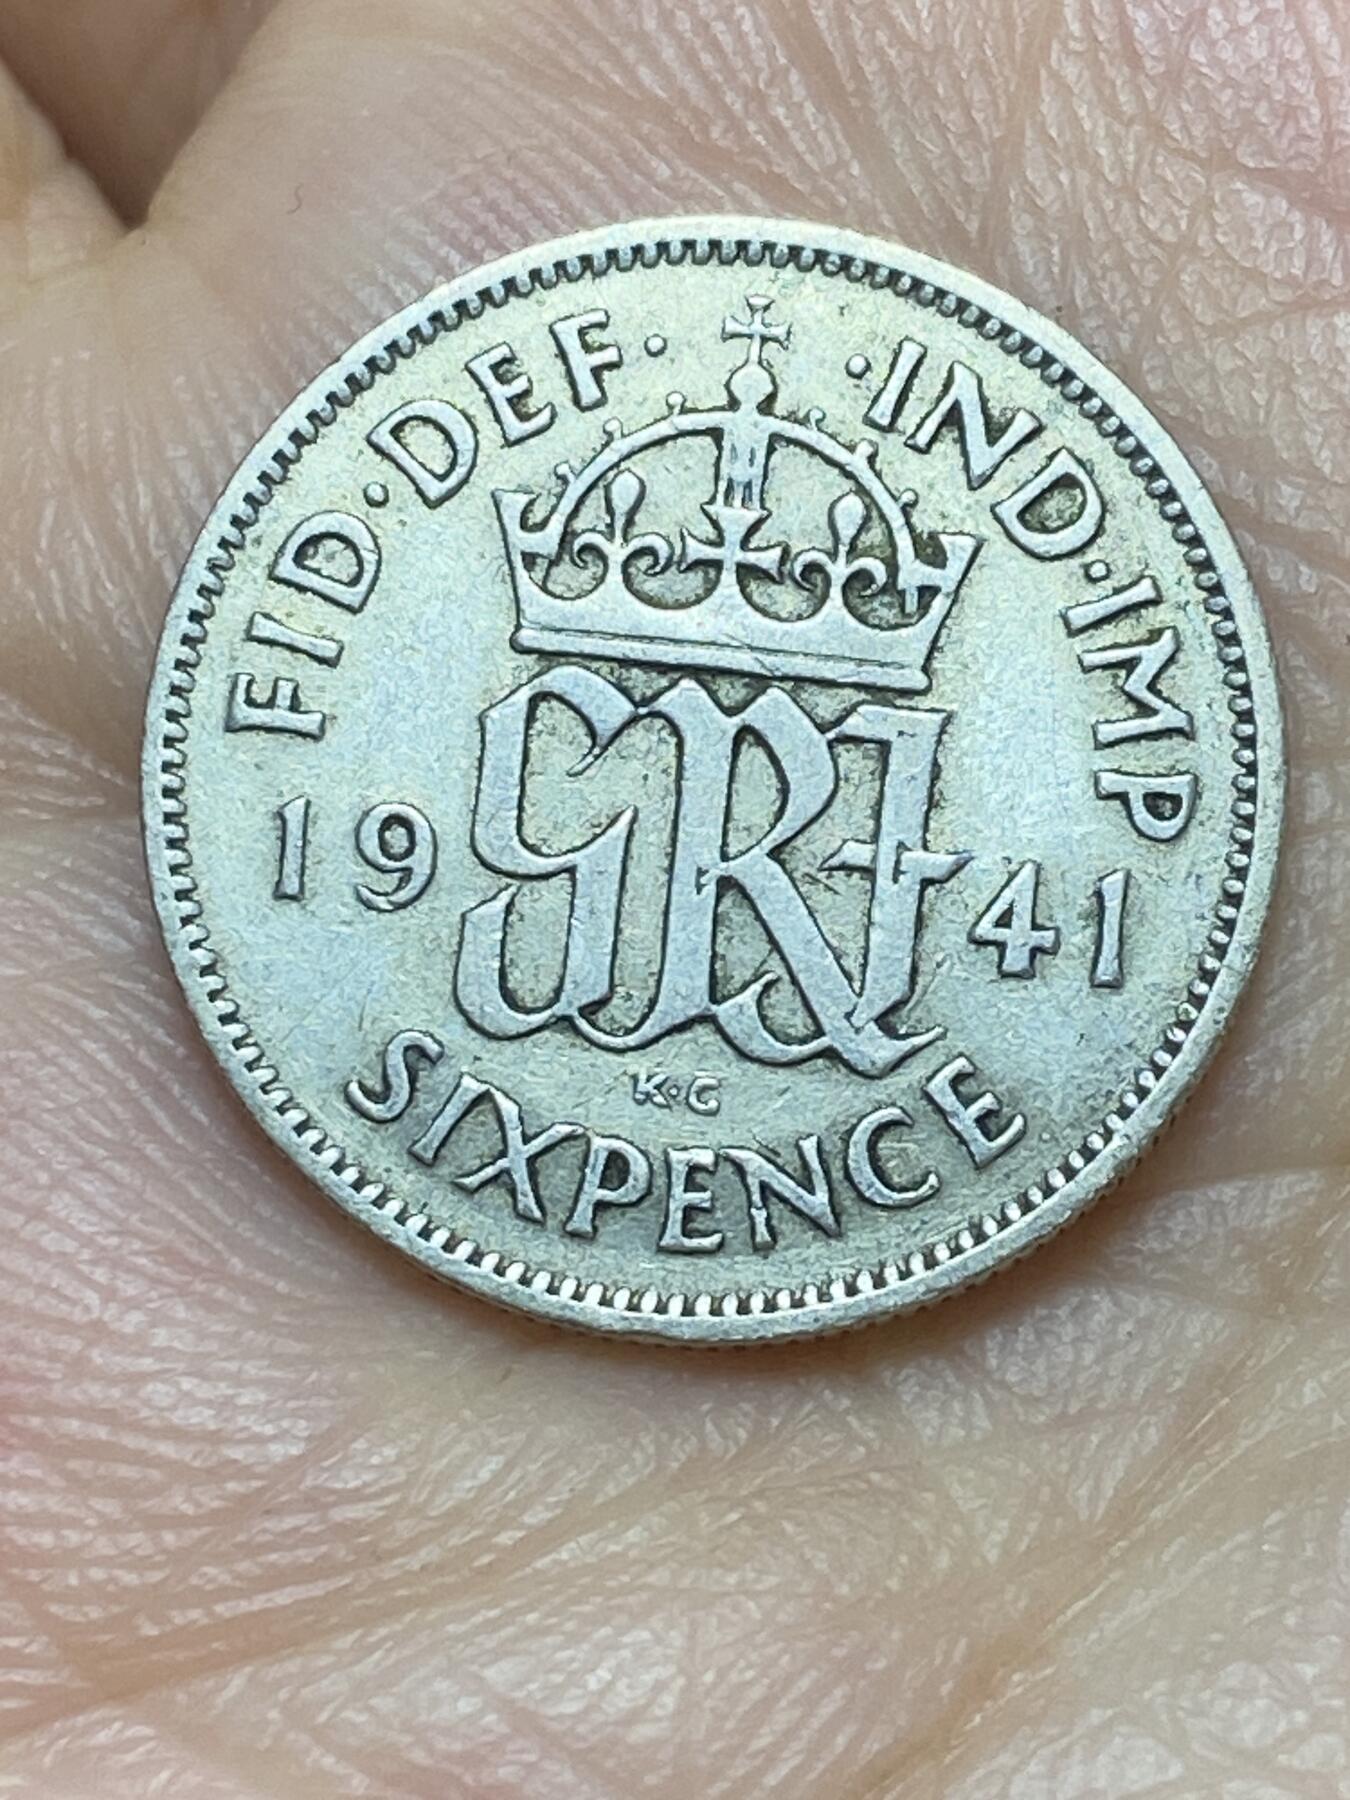 FID·DEF· ·IND·IMP
GRI
19 41
K·G
SIXPENCE